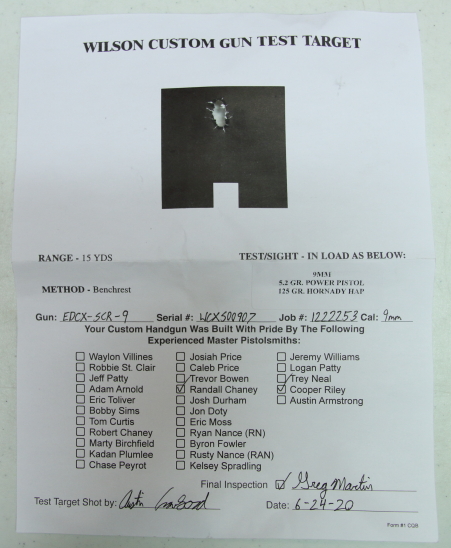 WILSON CUSTOM GUN TEST TARGET
RANGE - 15 YDS
TEST/SIGHT - IN LOAD AS BELOW:
9MM
5.2 GR. POWER PISTOL
METHOD - Benchrest
125 GR. HORNADY HAP
Gun: EDCX-SCR-9 Serial #: WCX500907 Job #: 1222253 Cal: 9mm
Your Custom Handgun Was Built With Pride By The Following
Experienced Master Pistolsmiths:
Waylon Villines Josiah Price Jeremy Williams
Robbie St. Clair Caleb Price Logan Patty
Jeff Patty Trevor Bowen Trey Neal
Adam Arnold Randall Chaney Cooper Riley
Eric Toliver Josh Durham Austin Armstrong
Bobby Sims Jon Doty
Tom Curtis Eric Moss
Robert Chaney Ryan Nance (RN)
Marty Birchfield Byron Fowler
Kadan Plumlee Rusty Nance (RAN)
Chase Peyrot Kelsey Spradling
Final Inspection Greg Martin
Test Target Shot by: Date: 6-24-20
Form #1 CQB